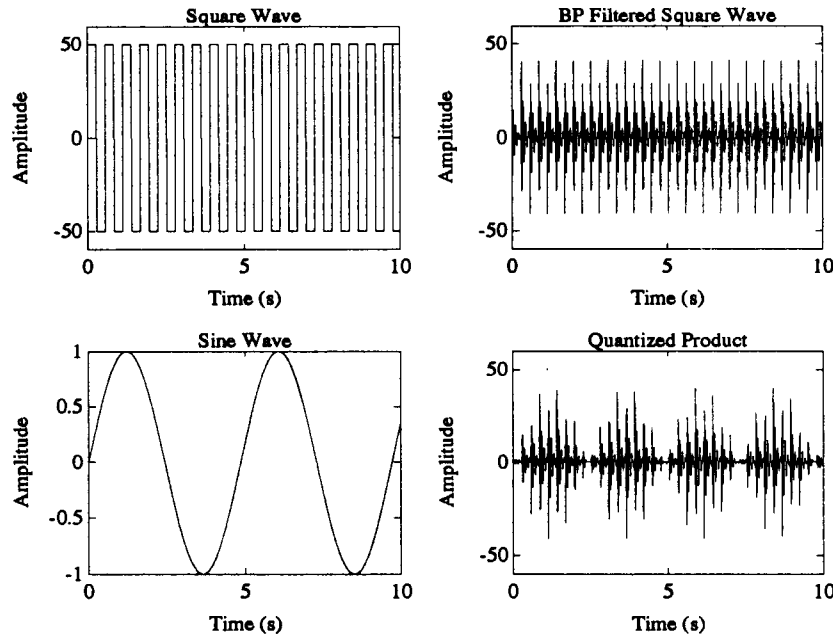 Square Wave
50
0
-50
Amplitude
0
5
10
Time (s)
BP Filtered Square Wave
50
0
-50
Amplitude
0
5
10
Time (s)
Sine Wave
1
0.5
0
-0.5
-1
Amplitude
0
5
10
Time (s)
Quantized Product
50
0
-50
Amplitude
0
5
10
Time (s)